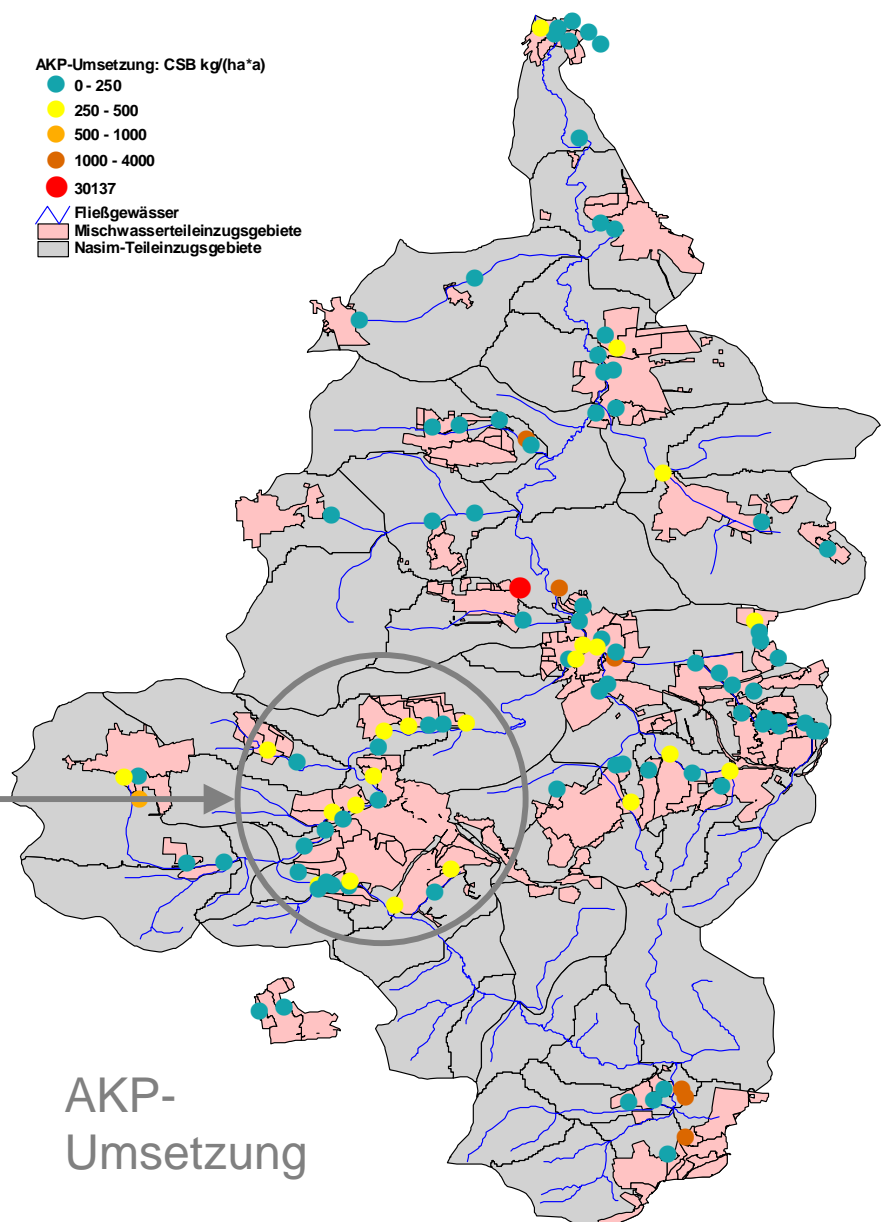 AKP-Umsetzung: CSB kg/(ha*a)
0 - 250
250 - 500
500 - 1000
1000 - 4000
30137
Fließgewässer
Mischwasserteileinzugsgebiete
Nasim-Teileinzugsgebiete
AKP-
Umsetzung